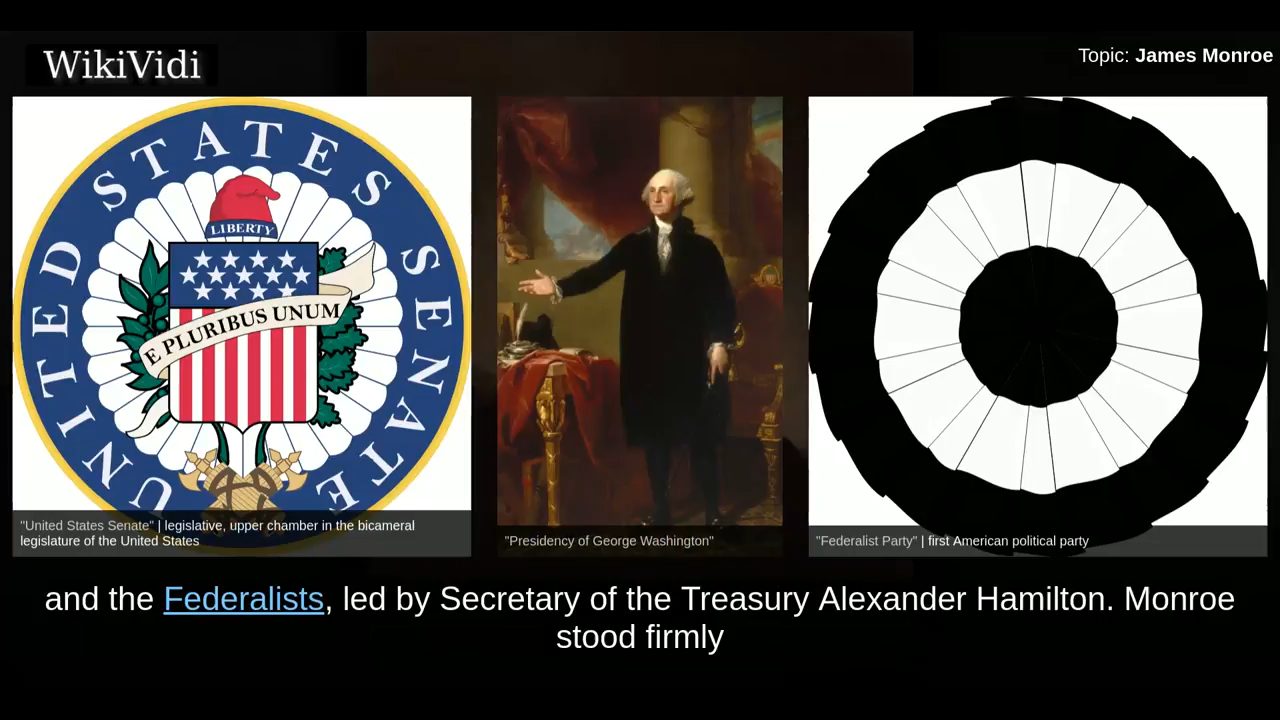 WikiVidi
Topic: James Monroe
UNITED STATES SENATE
LIBERTY
E PLURIBUS UNUM
"United States Senate" | legislative, upper chamber in the bicameral
legislature of the United States
"Presidency of George Washington"
"Federalist Party" | first American political party
and the Federalists, led by Secretary of the Treasury Alexander Hamilton. Monroe
stood firmly